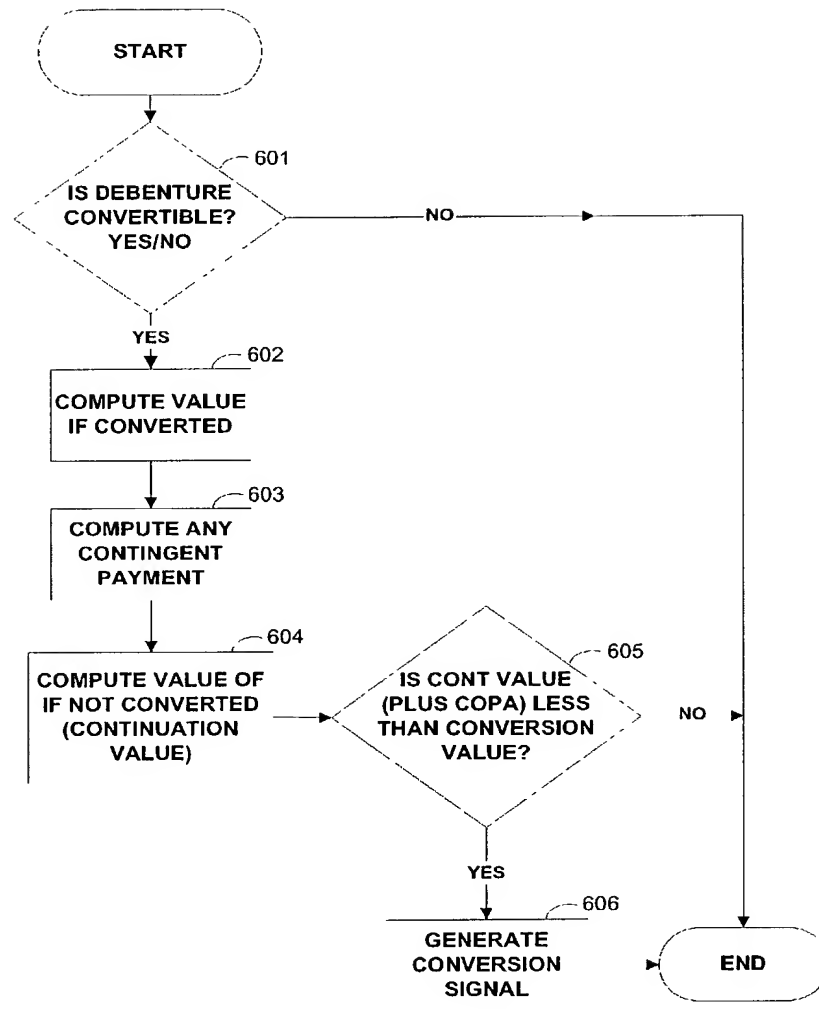 START
601
IS DEBENTURE
CONVERTIBLE?
YES/NO
NO
YES
602
COMPUTE VALUE
IF CONVERTED
603
COMPUTE ANY
CONTINGENT
PAYMENT
604
COMPUTE VALUE OF
IF NOT CONVERTED
(CONTINUATION
VALUE)
605
IS CONT VALUE
(PLUS COPA) LESS
THAN CONVERSION
VALUE?
NO
YES
606
GENERATE
CONVERSION
SIGNAL
END